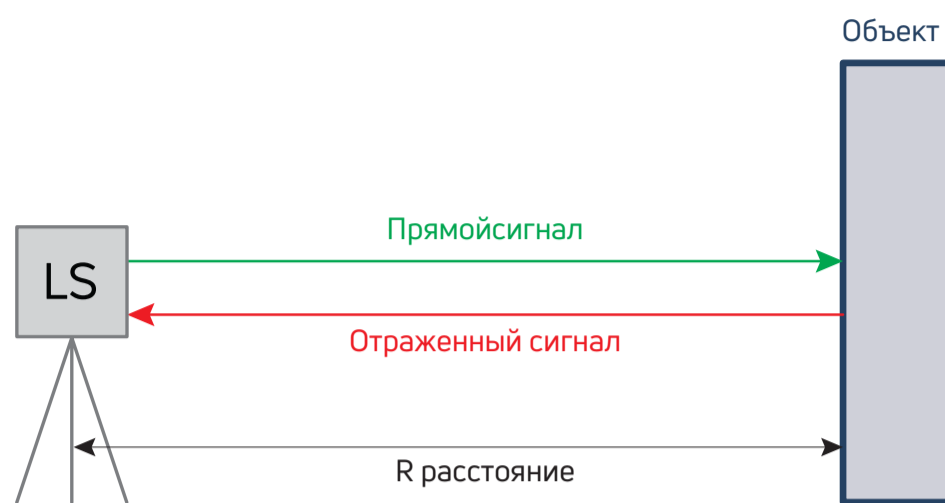 Объект
Прямойсигнал
LS
Отраженный сигнал
R расстояние